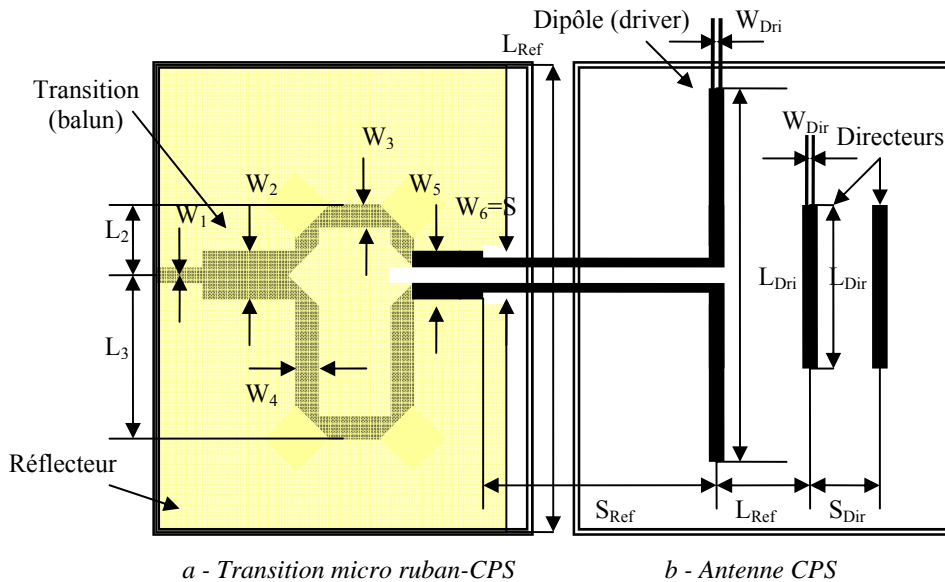 Dipôle (driver)
W_Dri
L_Ref
Transition
(balun)
W_3
W_Dir
Directeurs
W_2
W_5
W_6=S
W_1
L_2
L_Dri
L_Dir
L_3
W_4
Réflecteur
S_Ref
L_Ref
S_Dir
a - Transition micro ruban-CPS
b - Antenne CPS